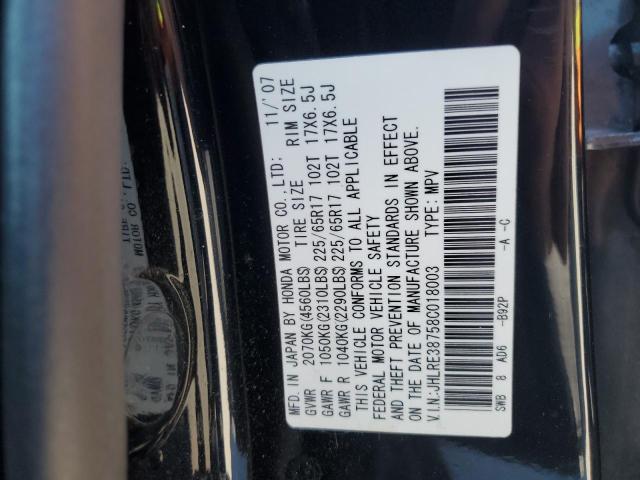 MFD. IN JAPAN BY HONDA MOTOR CO., LTD: 11/'07
GVWR 2070KG(4560LBS) TIRE SIZE RIM SIZE
GAWR F 1050KG(2310LBS) 225/65R17 102T 17X6.5J
GAWR R 1040KG(2290LBS) 225/65R17 102T 17X6.5J
THIS VEHICLE CONFORMS TO ALL APPLICABLE
FEDERAL MOTOR VEHICLE SAFETY
AND THEFT PREVENTION STANDARDS IN EFFECT
ON THE DATE OF MANUFACTURE SHOWN ABOVE.
V.I.N:JHLRE38758C018003 TYPE: MPV
SWB 8 AD6 -B92P -A -C